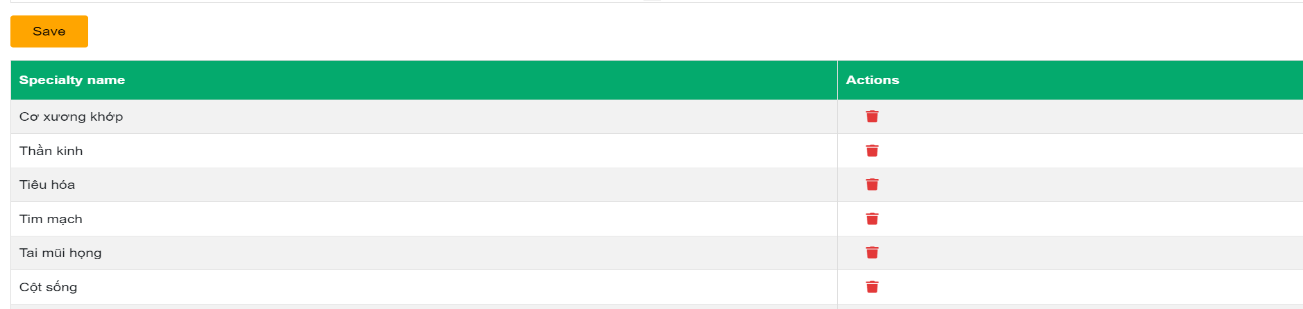 Save
Specialty name Actions
Cơ xương khớp
Thần kinh
Tiêu hóa
Tim mạch
Tai mũi họng
Cột sống